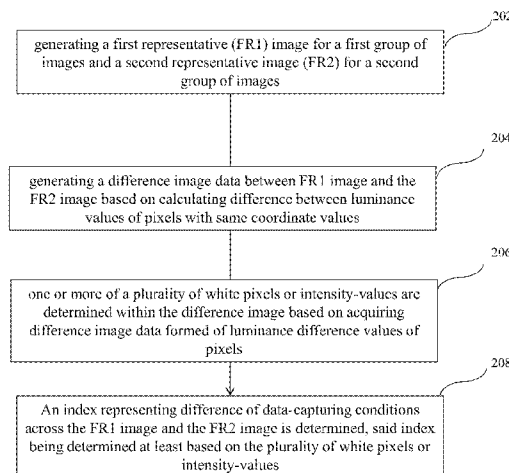 202
generating a first representative (FR1) image for a first group of
images and a second representative image (FR2) for a second
group of images
204
generating a difference image data between FR1 image and the
FR2 image based on calculating difference between luminance
values of pixels with same coordinate values
206
one or more of a plurality of white pixels or intensity-values are
determined within the difference image based on acquiring
difference image data formed of luminance difference values of
pixels
208
An index representing difference of data-capturing conditions
across the FR1 image and the FR2 image is determined, said index
being determined at least based on the plurality of white pixels or
intensity-values